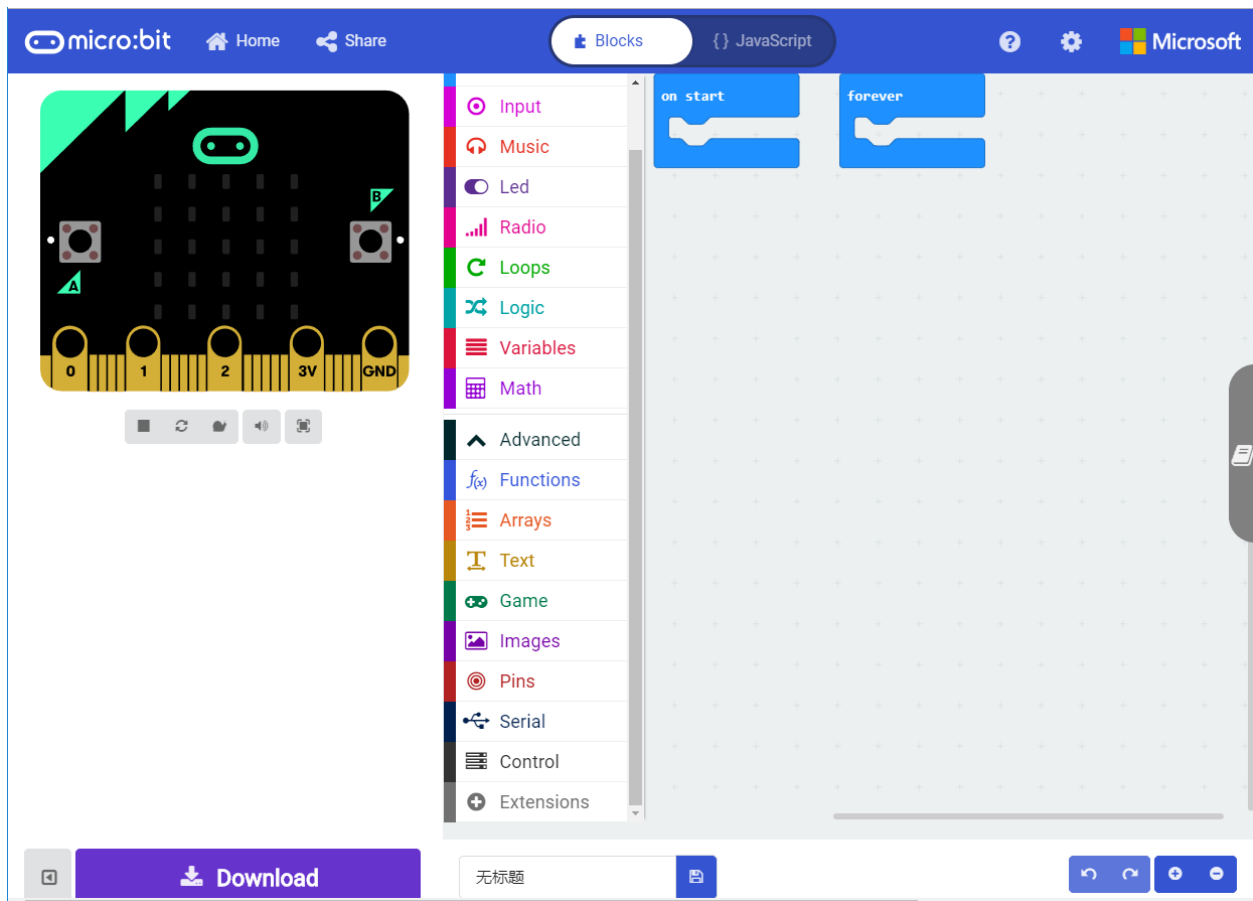 micro:bit Home Share Blocks {} JavaScript ? Microsoft
B
A
0 1 2 3V GND
Input
Music
Led
Radio
Loops
Logic
Variables
Math
Advanced
f(x) Functions
Arrays
Text
Game
Images
Pins
Serial
Control
Extensions
on start
forever
Download
无标题